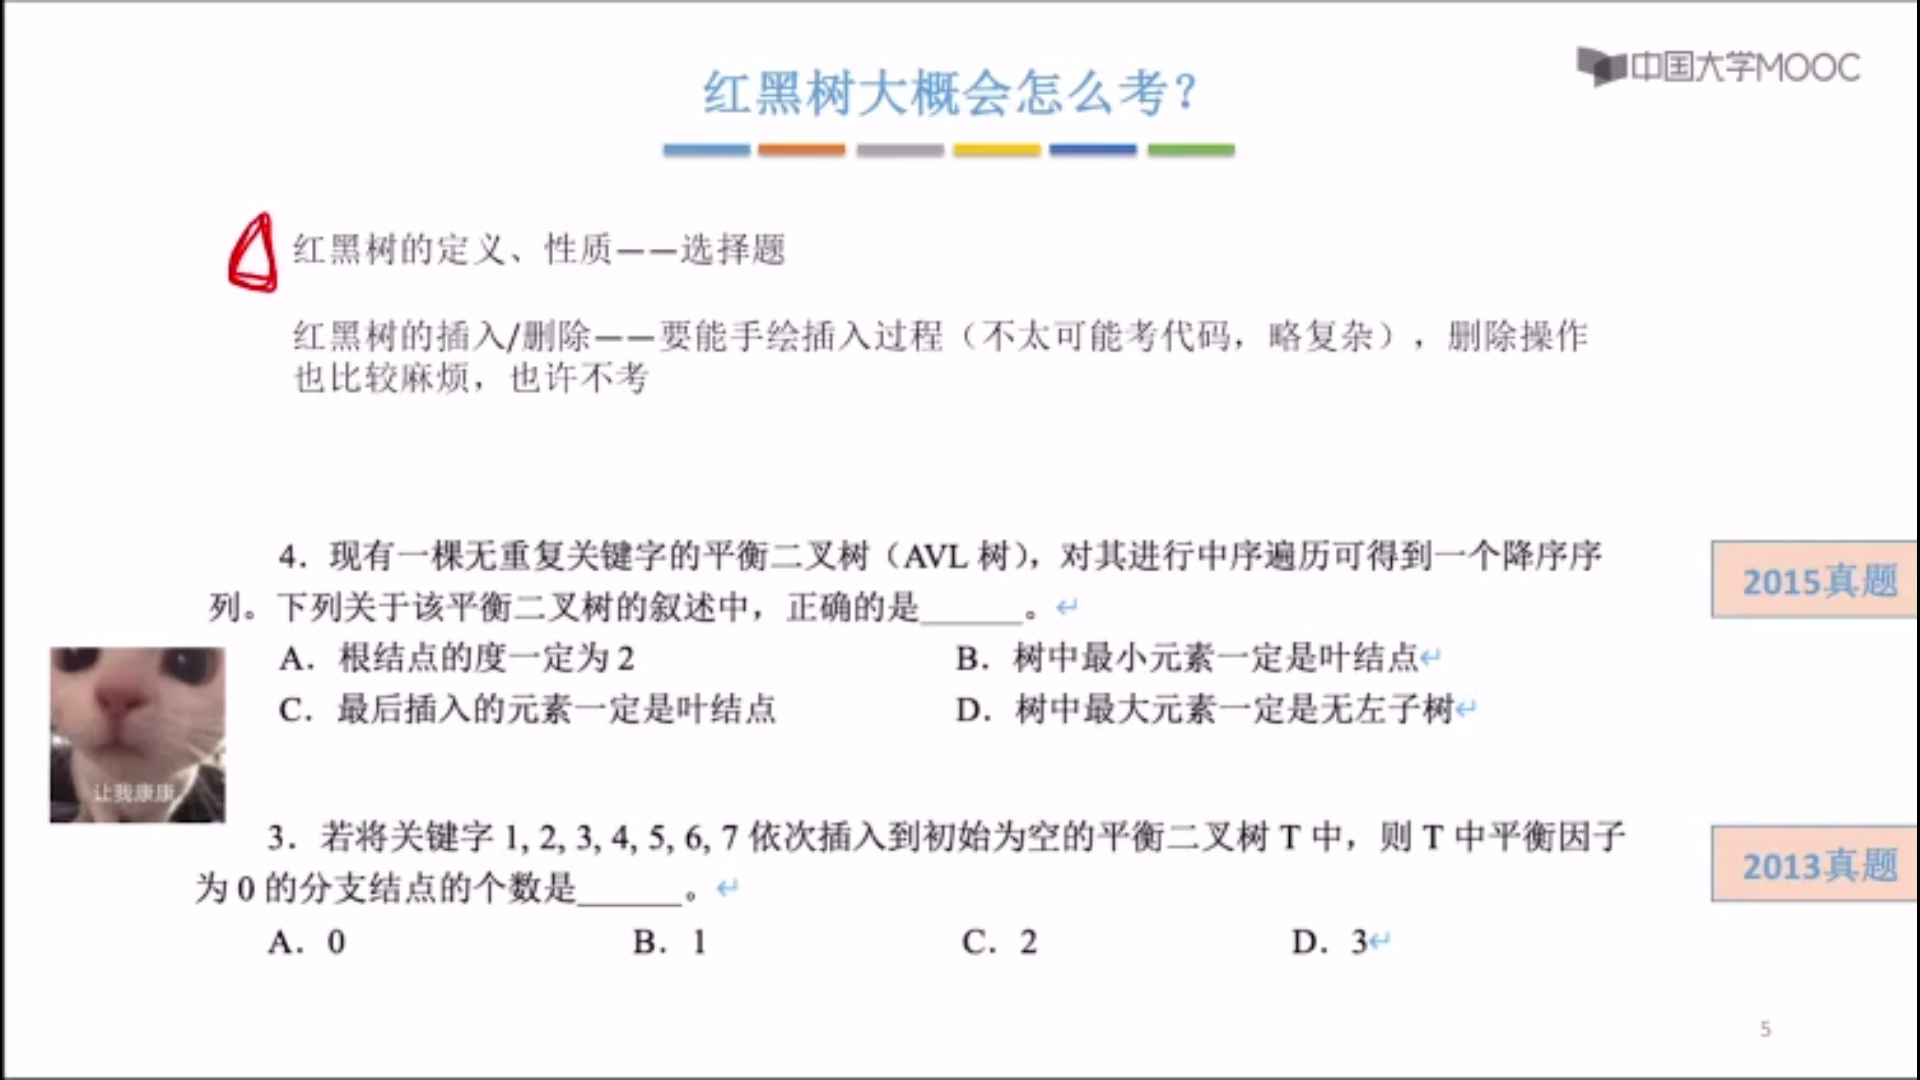 中国大学MOOC
红黑树大概会怎么考?
红黑树的定义、性质——选择题
红黑树的插入/删除——要能手绘插入过程（不太可能考代码，略复杂），删除操作
也比较麻烦，也许不考
4．现有一棵无重复关键字的平衡二叉树（AVL 树），对其进行中序遍历可得到一个降序序
列。下列关于该平衡二叉树的叙述中，正确的是______。↵
2015真题
A．根结点的度一定为 2 B．树中最小元素一定是叶结点↵
C．最后插入的元素一定是叶结点 D．树中最大元素一定是无左子树↵
让我康康
3．若将关键字 1, 2, 3, 4, 5, 6, 7 依次插入到初始为空的平衡二叉树 T 中，则 T 中平衡因子
为 0 的分支结点的个数是______。↵
2013真题
A．0 B．1 C．2 D．3↵
5